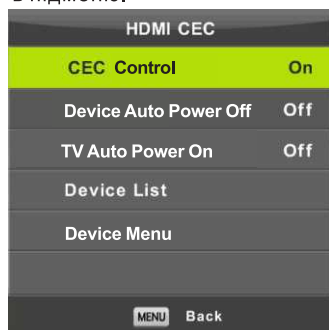 HDMI CEC
CEC Control On
Device Auto Power Off Off
TV Auto Power On Off
Device List
Device Menu
MENU Back